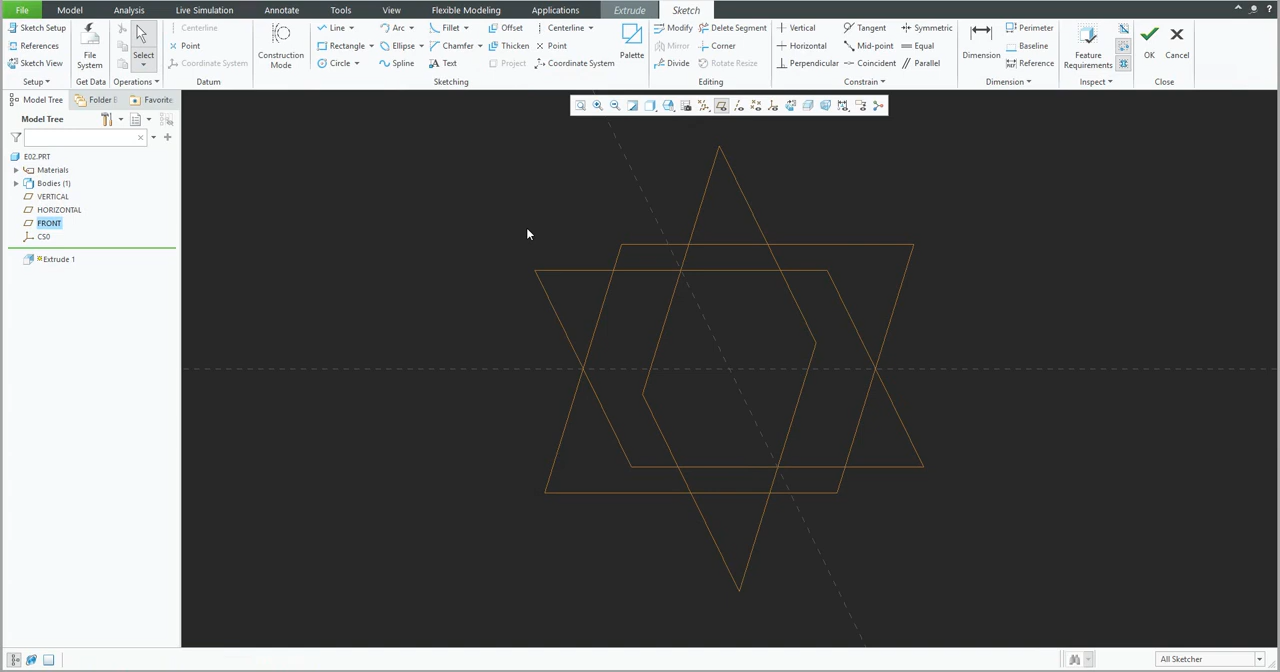 File Model Analysis Live Simulation Annotate Tools View Flexible Modeling Applications Extrude Sketch
Sketch Setup Centerline Line Arc Fillet Offset Centerline Modify Delete Segment Vertical Tangent Symmetric Perimeter
References Point Rectangle Ellipse Chamfer Thicken Point Mirror Corner Horizontal Mid-point Equal Baseline
Sketch View File System Select Coordinate System Construction Mode Circle Spline Text Project Coordinate System Palette Divide Rotate Resize Perpendicular Coincident Parallel Dimension Reference Feature Requirements OK Cancel
Setup Get Data Operations Datum Sketching Editing Constrain Dimension Inspect Close
Model Tree Folder Favorite
Model Tree
E02.PRT
Materials
Bodies (1)
VERTICAL
HORIZONTAL
FRONT
CS0
Extrude 1
All Sketcher